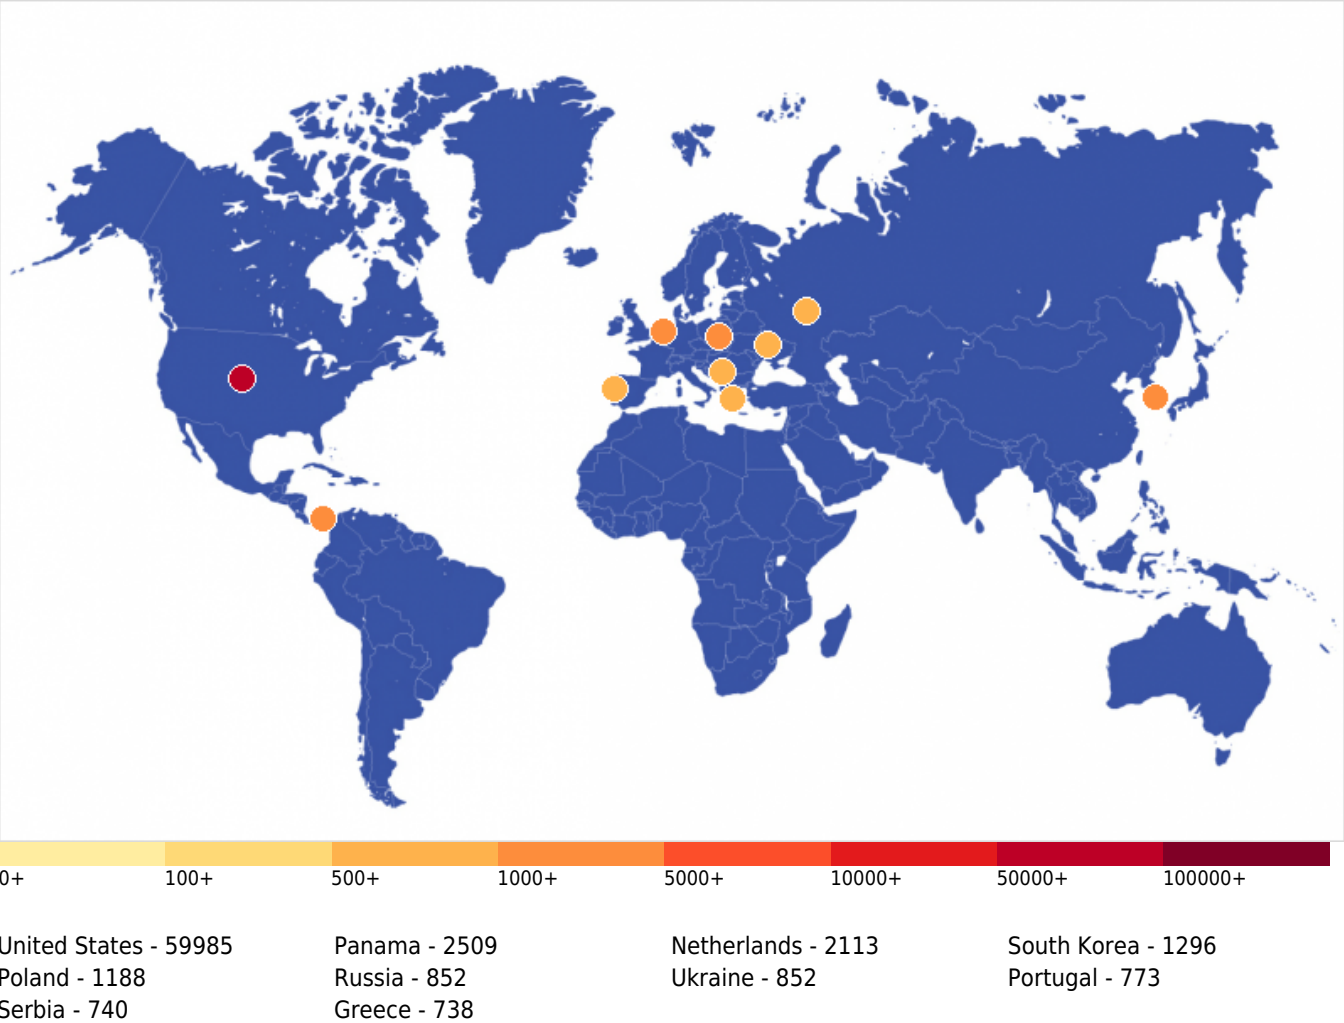 0+ 100+ 500+ 1000+ 5000+ 10000+ 50000+ 100000+
United States - 59985 Panama - 2509 Netherlands - 2113 South Korea - 1296
Poland - 1188 Russia - 852 Ukraine - 852 Portugal - 773
Serbia - 740 Greece - 738